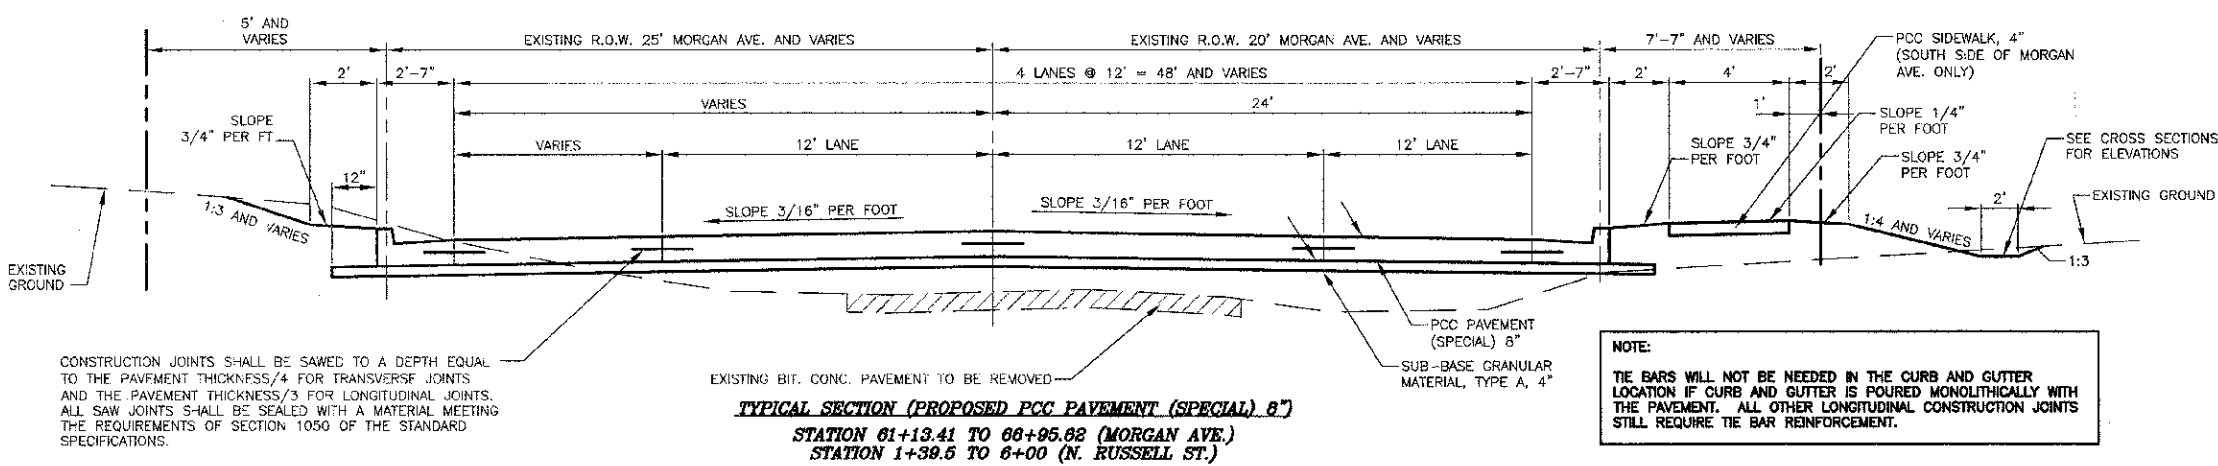 5' AND
VARIES
EXISTING R.O.W. 25' MORGAN AVE. AND VARIES
EXISTING R.O.W. 20' MORGAN AVE. AND VARIES
7'-7" AND VARIES
PCC SIDEWALK, 4"
(SOUTH SIDE OF MORGAN
AVE. ONLY)
2'
2'-7"
4 LANES @ 12' = 48' AND VARIES
2'-7"
2'
4'
2'
VARIES
24'
1'
SLOPE 1/4"
PER FOOT
SLOPE
3/4" PER FT.
VARIES
12' LANE
12' LANE
12' LANE
SLOPE 3/4"
PER FOOT
SLOPE 3/4"
PER FOOT
SEE CROSS SECTIONS
FOR ELEVATIONS
12"
SLOPE 3/16" PER FOOT
SLOPE 3/16" PER FOOT
2'
EXISTING GROUND
1:3 AND VARIES
1:4 AND VARIES
1:3
EXISTING
GROUND
PCC PAVEMENT
(SPECIAL) 8"
SUB-BASE GRANULAR
MATERIAL, TYPE A, 4"
EXISTING BIT. CONC. PAVEMENT TO BE REMOVED
CONSTRUCTION JOINTS SHALL BE SAWED TO A DEPTH EQUAL
TO THE PAVEMENT THICKNESS/4 FOR TRANSVERSE JOINTS
AND THE PAVEMENT THICKNESS/3 FOR LONGITUDINAL JOINTS.
ALL SAW JOINTS SHALL BE SEALED WITH A MATERIAL MEETING
THE REQUIREMENTS OF SECTION 1050 OF THE STANDARD
SPECIFICATIONS.
TYPICAL SECTION (PROPOSED PCC PAVEMENT (SPECIAL) 8")
STATION 61+13.41 TO 66+95.62 (MORGAN AVE.)
STATION 1+39.5 TO 6+00 (N. RUSSELL ST.)
NOTE:
TIE BARS WILL NOT BE NEEDED IN THE CURB AND GUTTER
LOCATION IF CURB AND GUTTER IS POURED MONOLITHICALLY WITH
THE PAVEMENT. ALL OTHER LONGITUDINAL CONSTRUCTION JOINTS
STILL REQUIRE TIE BAR REINFORCEMENT.